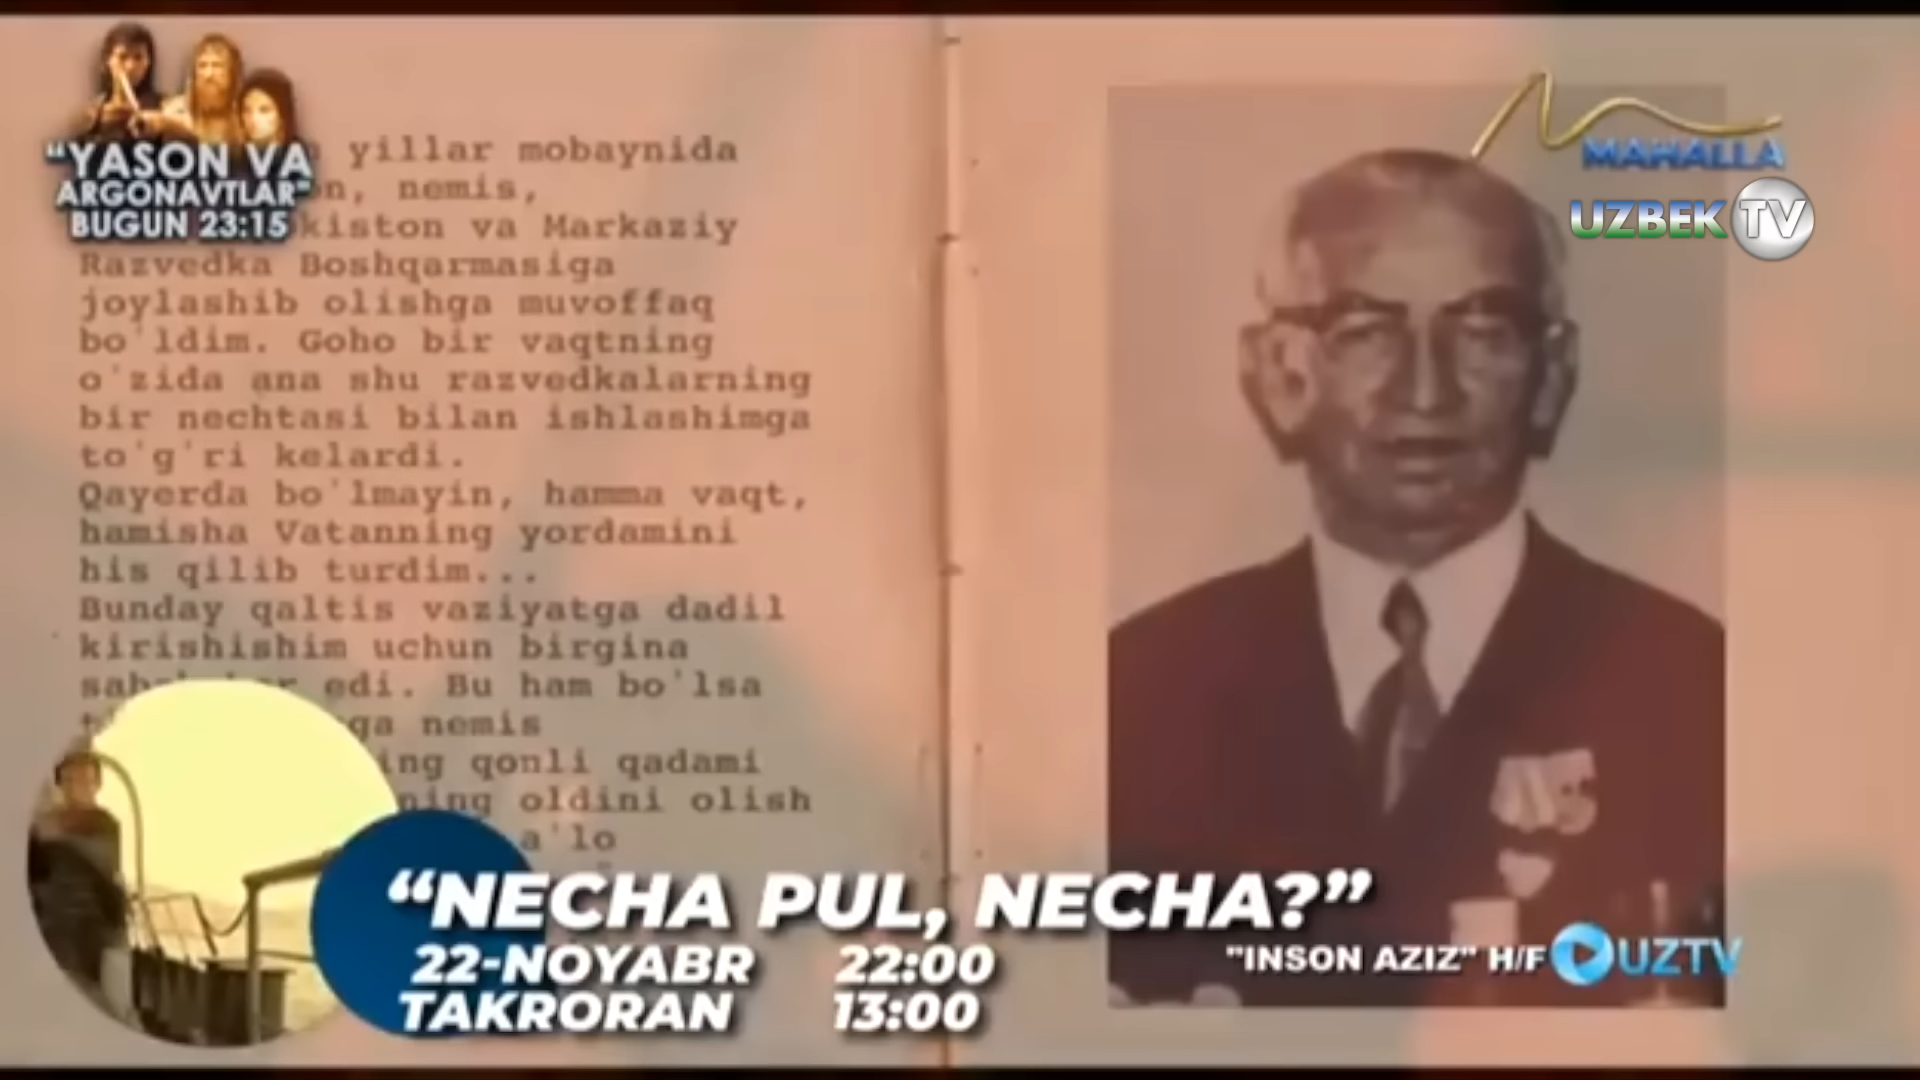 "YASON VA
ARGONAVTLAR"
BUGUN 23:15
MAHALLA
UZBEK TV
yillar mobaynida
n, nemis,
kiston va Markaziy
Razvedka Boshqarmasiga
joylashib olishga muvoffaq
bo'ldim. Goho bir vaqtning
o'zida ana shu razvedkalarning
bir nechtasi bilan ishlashimga
to'g'ri kelardi.
Qayerda bo'lmayin, hamma vaqt,
hamisha Vatanning yordamini
his qilib turdim...
Bunday qaltis vaziyatga dadil
kirishishim uchun birgina
edi. Bu ham bo'lsa
ga nemis
ing qonli qadami
ning oldini olish
a'lo
"NECHA PUL, NECHA?"
22-NOYABR 22:00
TAKRORAN 13:00
"INSON AZIZ" H/F UZTV